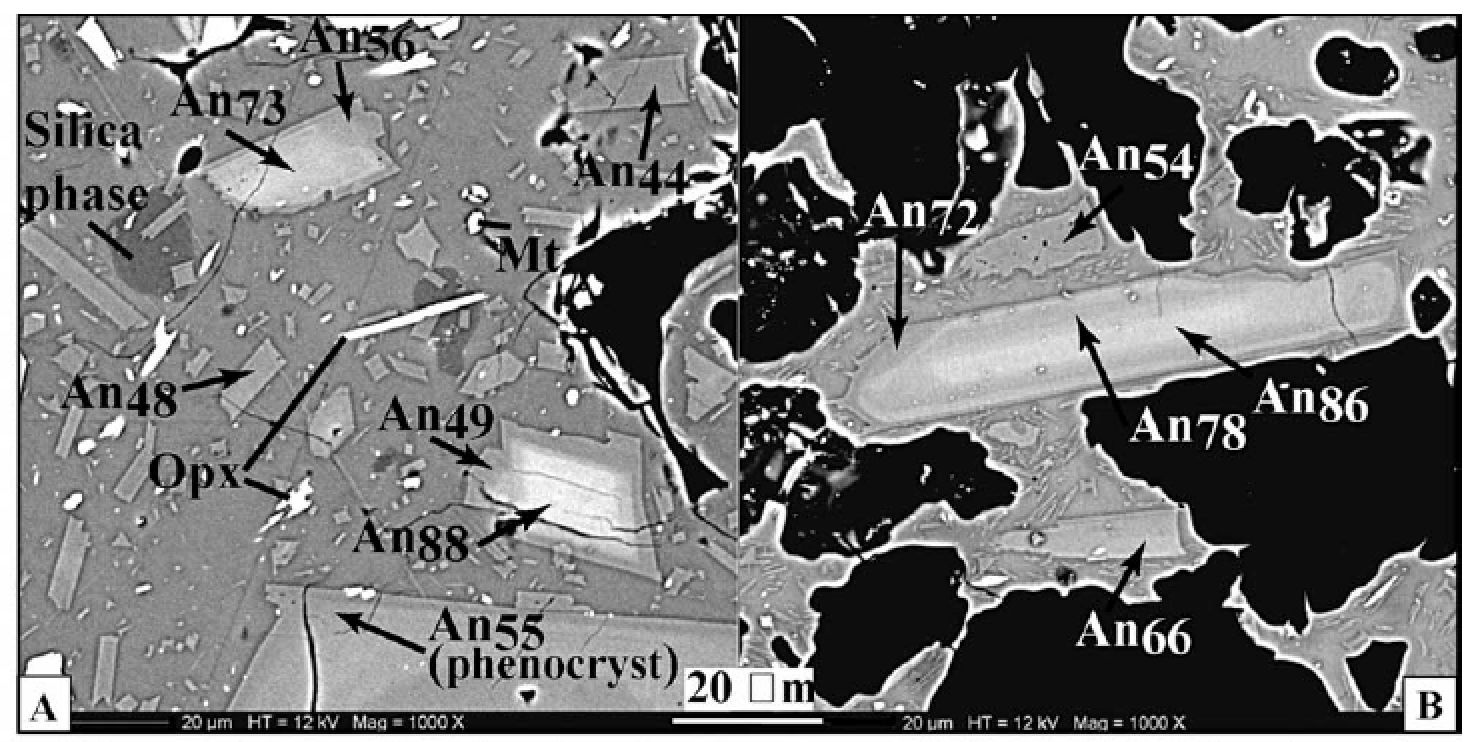 An56
An73
Silica
phase
An44
Mt
An48
An49
Opx
An88
An55
(phenocryst)
A
20 µm HT = 12 kV Mag = 1000 X
20 □m
An54
An72
An86
An78
An66
20 µm HT = 12 kV Mag = 1000 X
B